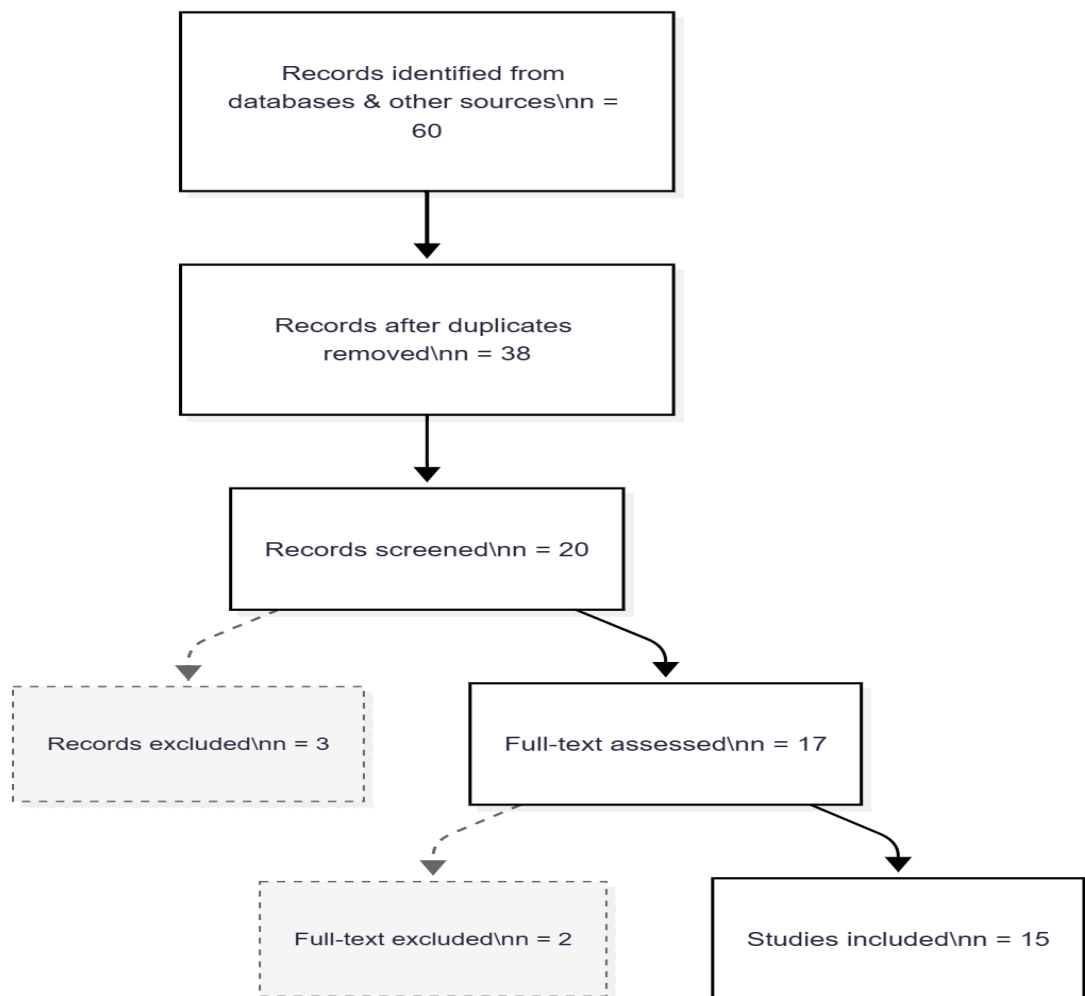 Records identified from
databases & other sources\nn =
60
Records after duplicates
removed\nn = 38
Records screened\nn = 20
Records excluded\nn = 3
Full-text assessed\nn = 17
Full-text excluded\nn = 2
Studies included\nn = 15